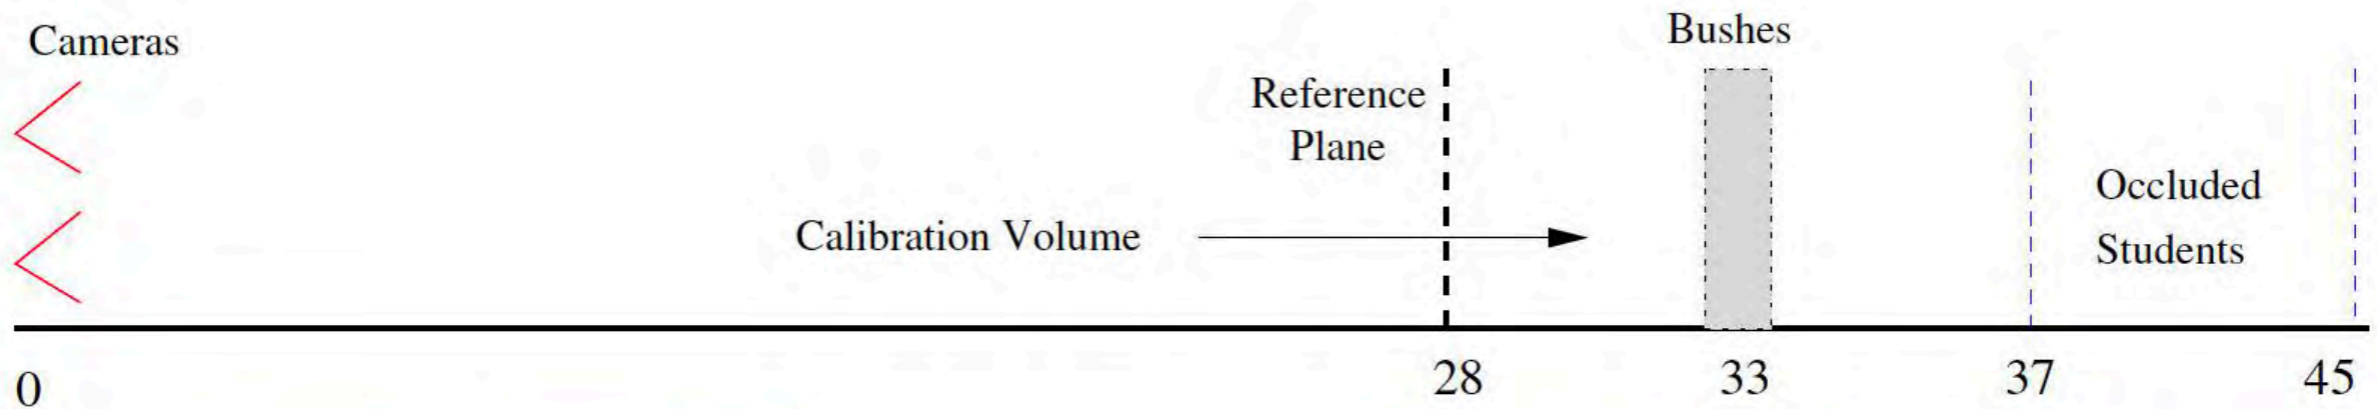 Cameras
Bushes
Reference
Plane
Calibration Volume
Occluded
Students
0
28
33
37
45